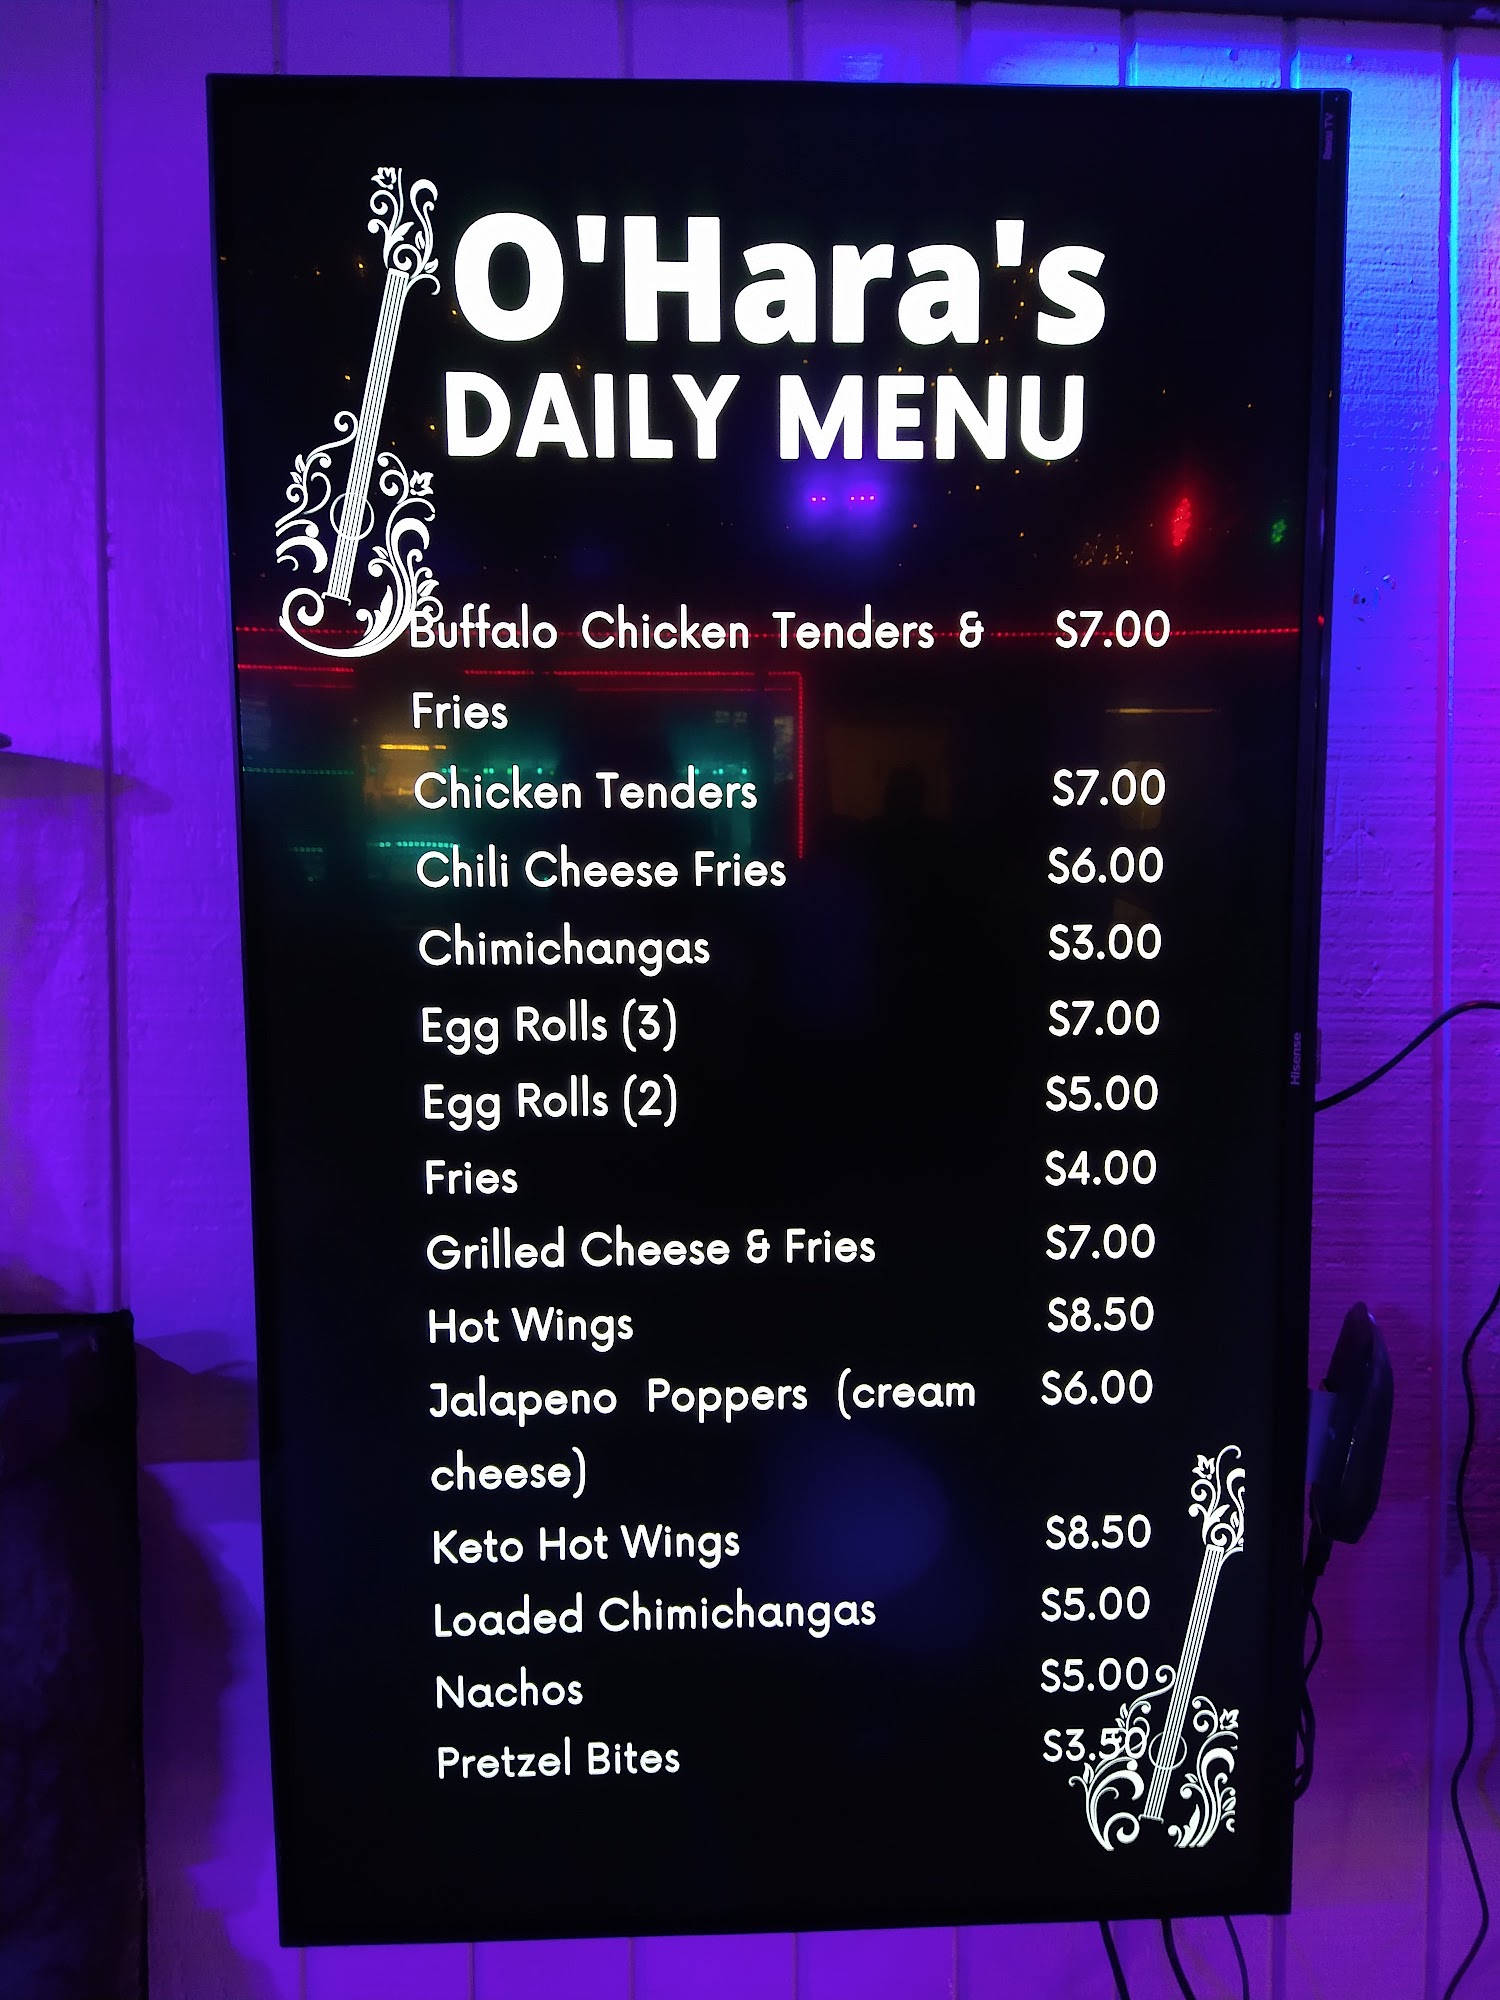 O'Hara's
DAILY MENU
Buffalo Chicken Tenders & $7.00
Fries
Chicken Tenders $7.00
Chili Cheese Fries $6.00
Chimichangas $3.00
Egg Rolls (3) $7.00
Egg Rolls (2) $5.00
Fries $4.00
Grilled Cheese & Fries $7.00
Hot Wings $8.50
Jalapeno Poppers (cream $6.00
cheese)
Keto Hot Wings $8.50
Loaded Chimichangas $5.00
Nachos $5.00
Pretzel Bites $3.50
Hisense
Roku TV